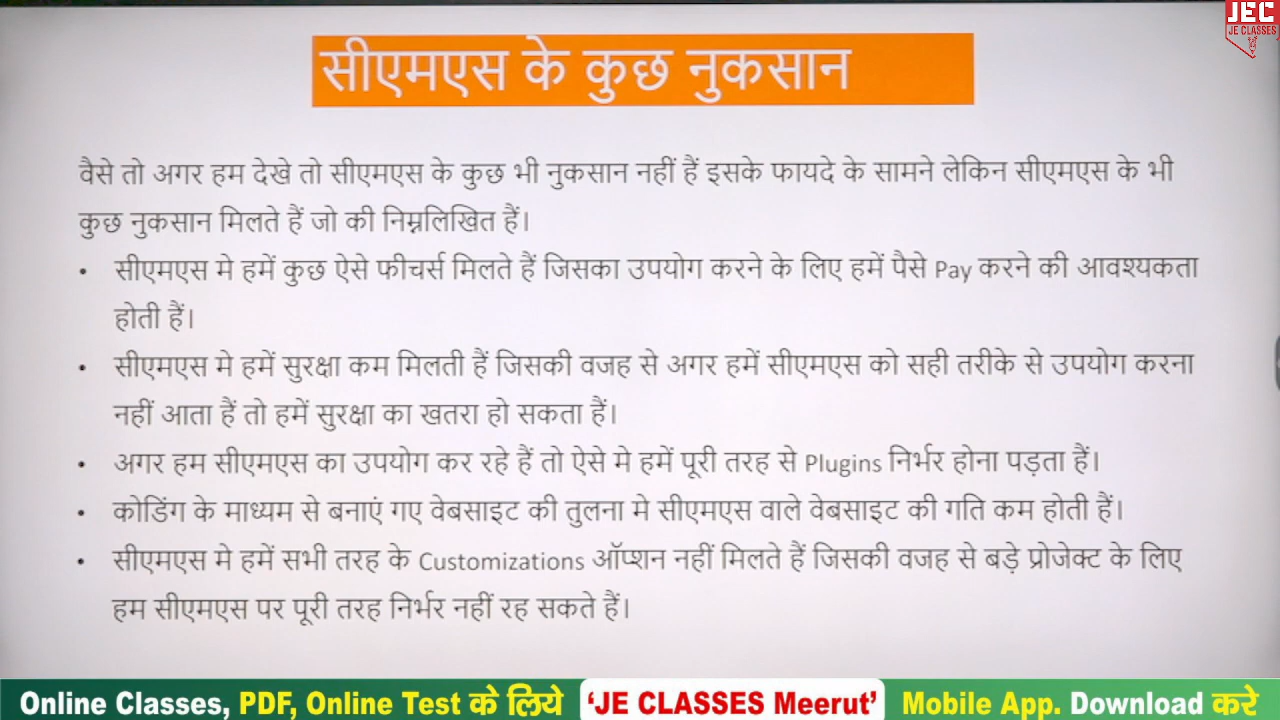 JEC
JE CLASSES
सीएमएस के कुछ नुकसान
वैसे तो अगर हम देखे तो सीएमएस के कुछ भी नुकसान नहीं हैं इसके फायदे के सामने लेकिन सीएमएस के भी
कुछ नुकसान मिलते हैं जो की निम्नलिखित हैं।
• सीएमएस मे हमें कुछ ऐसे फीचर्स मिलते हैं जिसका उपयोग करने के लिए हमें पैसे Pay करने की आवश्यकता
होती हैं।
• सीएमएस मे हमें सुरक्षा कम मिलती हैं जिसकी वजह से अगर हमें सीएमएस को सही तरीके से उपयोग करना
नहीं आता हैं तो हमें सुरक्षा का खतरा हो सकता हैं।
• अगर हम सीएमएस का उपयोग कर रहे हैं तो ऐसे मे हमें पूरी तरह से Plugins निर्भर होना पड़ता हैं।
• कोडिंग के माध्यम से बनाएं गए वेबसाइट की तुलना मे सीएमएस वाले वेबसाइट की गति कम होती हैं।
• सीएमएस मे हमें सभी तरह के Customizations ऑप्शन नहीं मिलते हैं जिसकी वजह से बड़े प्रोजेक्ट के लिए
हम सीएमएस पर पूरी तरह निर्भर नहीं रह सकते हैं।
Online Classes, PDF, Online Test के लिये 'JE CLASSES Meerut' Mobile App. Download करे